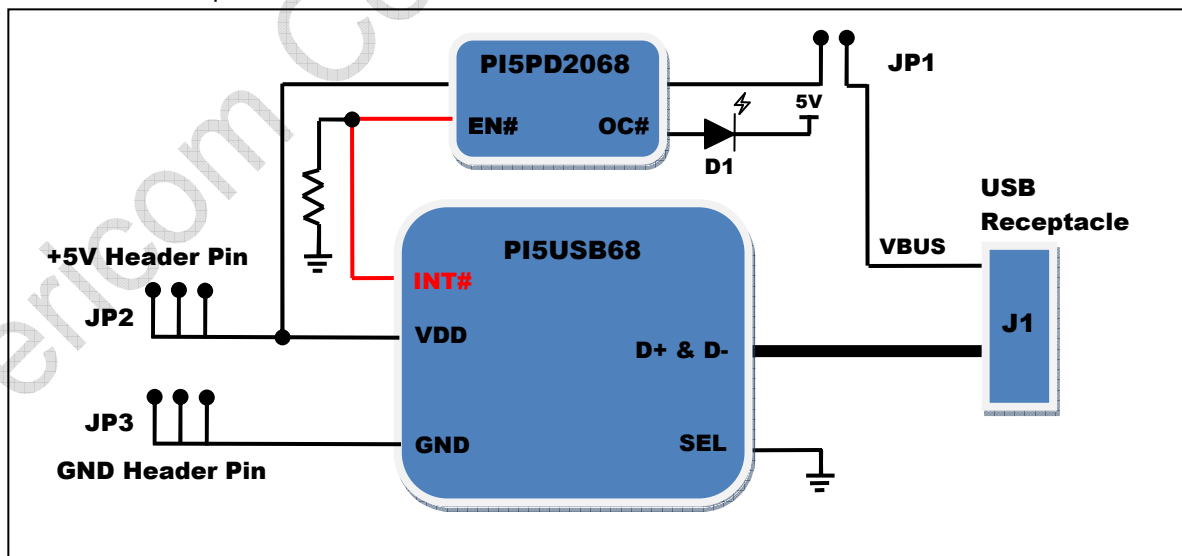 PI5PD2068
JP1
5V
EN#
OC#
D1
USB
Receptacle
PI5USB68
VBUS
+5V Header Pin
INT#
JP2
VDD
J1
D+ & D-
JP3
GND
SEL
GND Header Pin